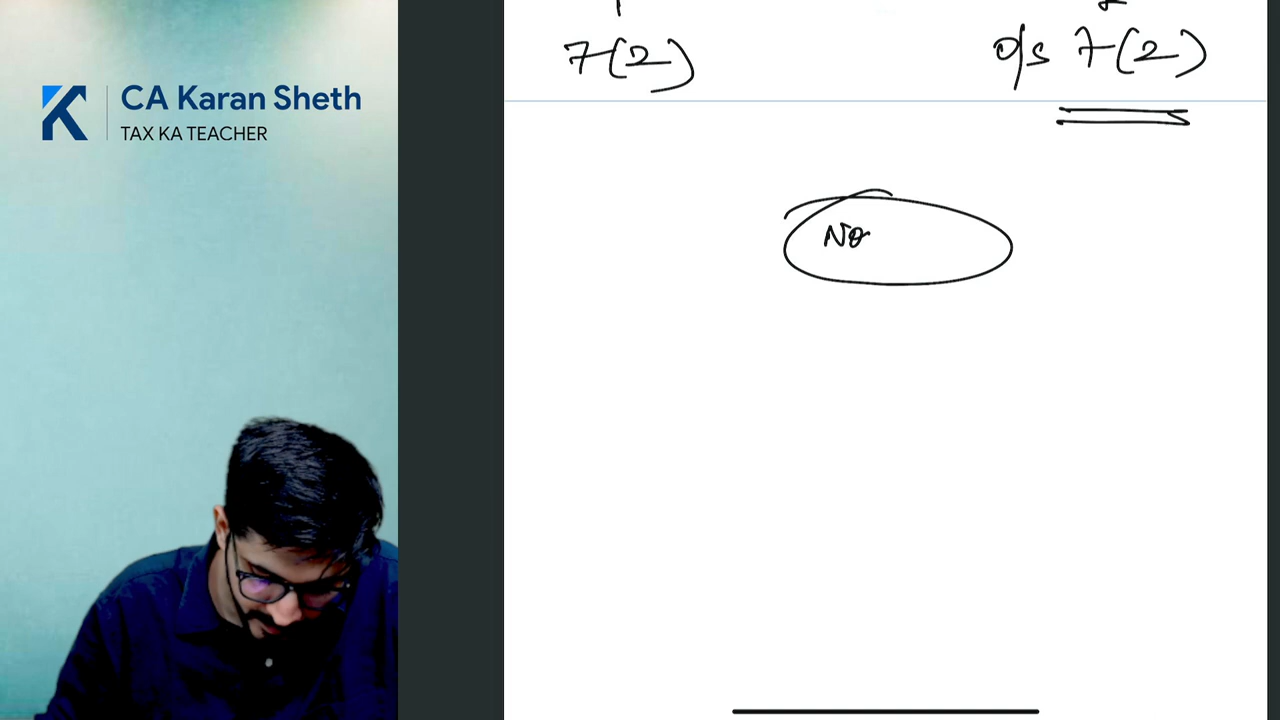 CA Karan Sheth
TAX KA TEACHER
7(2)
o/s 7(2)
No